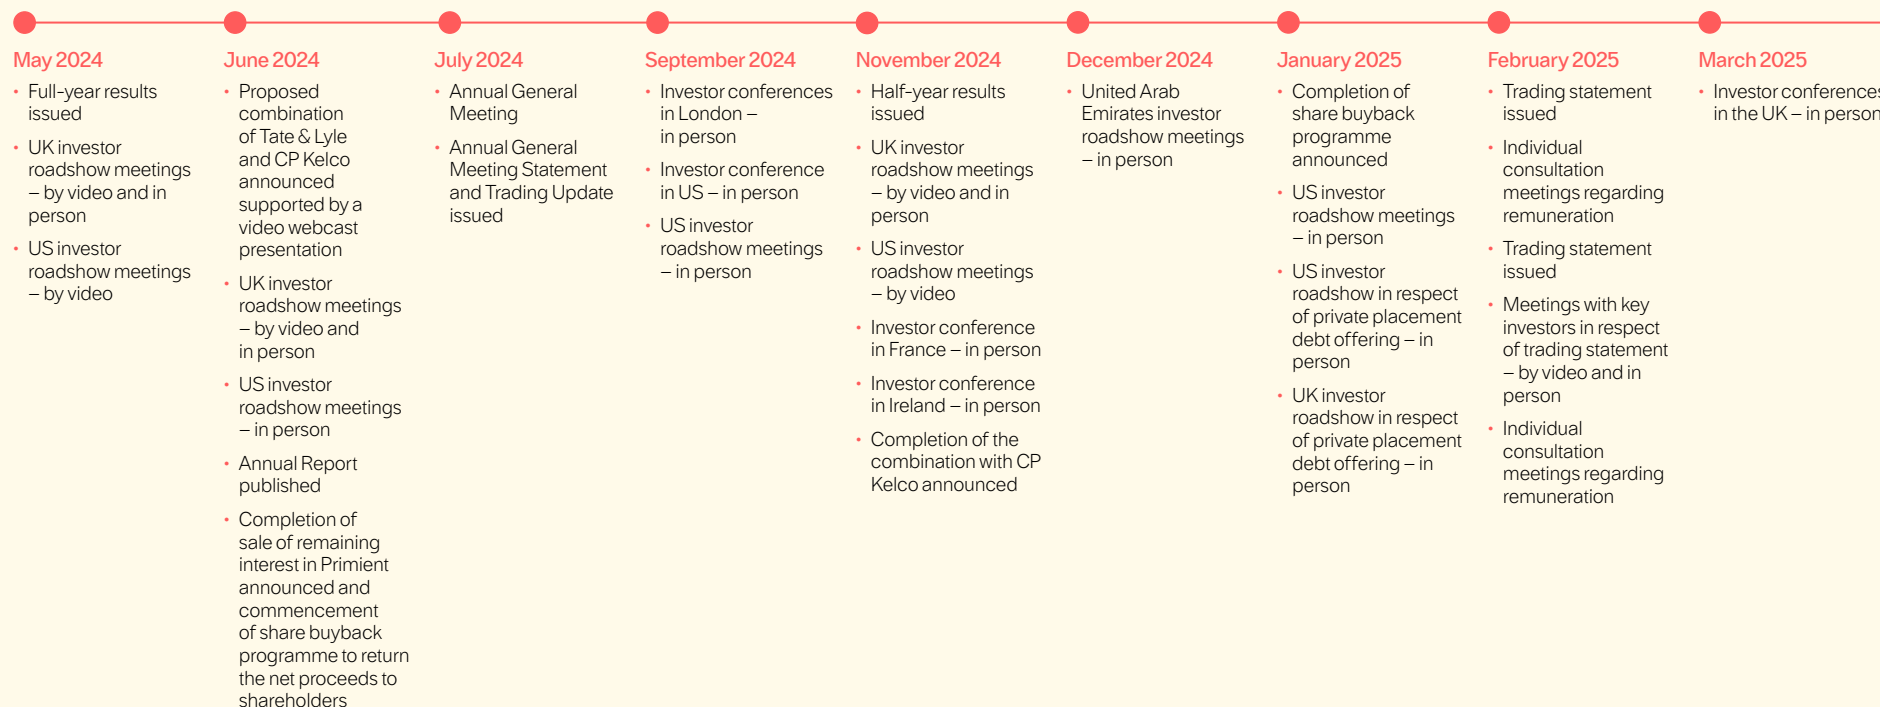 May 2024
• Full-year results
issued
• UK investor
roadshow meetings
– by video and in
person
• US investor
roadshow meetings
– by video
June 2024
• Proposed
combination
of Tate & Lyle
and CP Kelco
announced
supported by a
video webcast
presentation
• UK investor
roadshow meetings
– by video and
in person
• US investor
roadshow meetings
– in person
• Annual Report
published
• Completion of
sale of remaining
interest in Primient
announced and
commencement
of share buyback
programme to return
the net proceeds to
shareholders
July 2024
• Annual General
Meeting
• Annual General
Meeting Statement
and Trading Update
issued
September 2024
• Investor conferences
in London –
in person
• Investor conference
in US – in person
• US investor
roadshow meetings
– in person
November 2024
• Half-year results
issued
• UK investor
roadshow meetings
– by video and in
person
• US investor
roadshow meetings
– by video
• Investor conference
in France – in person
• Investor conference
in Ireland – in person
• Completion of the
combination with CP
Kelco announced
December 2024
• United Arab
Emirates investor
roadshow meetings
– in person
January 2025
• Completion of
share buyback
programme
announced
• US investor
roadshow meetings
– in person
• US investor
roadshow in respect
of private placement
debt offering – in
person
• UK investor
roadshow in respect
of private placement
debt offering – in
person
February 2025
• Trading statement
issued
• Individual
consultation
meetings regarding
remuneration
• Trading statement
issued
• Meetings with key
investors in respect
of trading statement
– by video and in
person
• Individual
consultation
meetings regarding
remuneration
March 2025
• Investor conferences
in the UK – in person